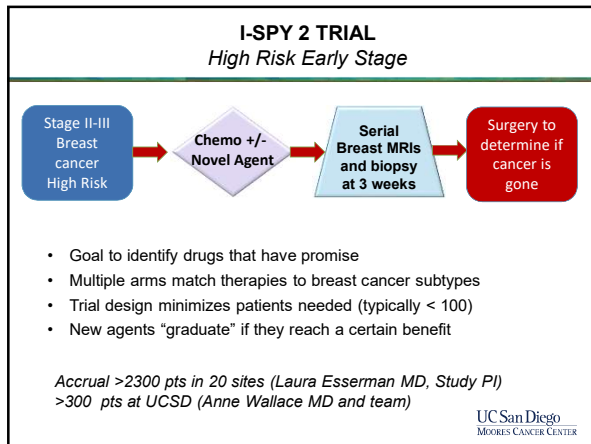 I-SPY 2 TRIAL
High Risk Early Stage
Stage II-III
Breast
cancer
High Risk
Chemo +/-
Novel Agent
Serial
Breast MRIs
and biopsy
at 3 weeks
Surgery to
determine if
cancer is
gone
• Goal to identify drugs that have promise
• Multiple arms match therapies to breast cancer subtypes
• Trial design minimizes patients needed (typically < 100)
• New agents “graduate” if they reach a certain benefit
Accrual >2300 pts in 20 sites (Laura Esserman MD, Study PI)
>300 pts at UCSD (Anne Wallace MD and team)
UC San Diego
MOORES CANCER CENTER